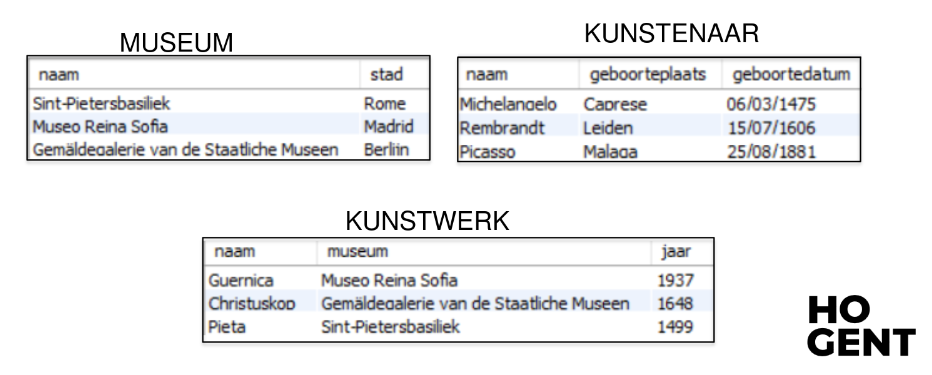 MUSEUM
naam stad
Sint-Pietersbasiliek Rome
Museo Reina Sofia Madrid
Gemäldegalerie van de Staatliche Museen Berlijn
KUNSTENAAR
naam geboorteplaats geboortedatum
Michelangelo Caprese 06/03/1475
Rembrandt Leiden 15/07/1606
Picasso Malaga 25/08/1881
KUNSTWERK
naam museum jaar
Guernica Museo Reina Sofia 1937
Christuskop Gemäldegalerie van de Staatliche Museen 1648
Pieta Sint-Pietersbasiliek 1499
HO
GENT